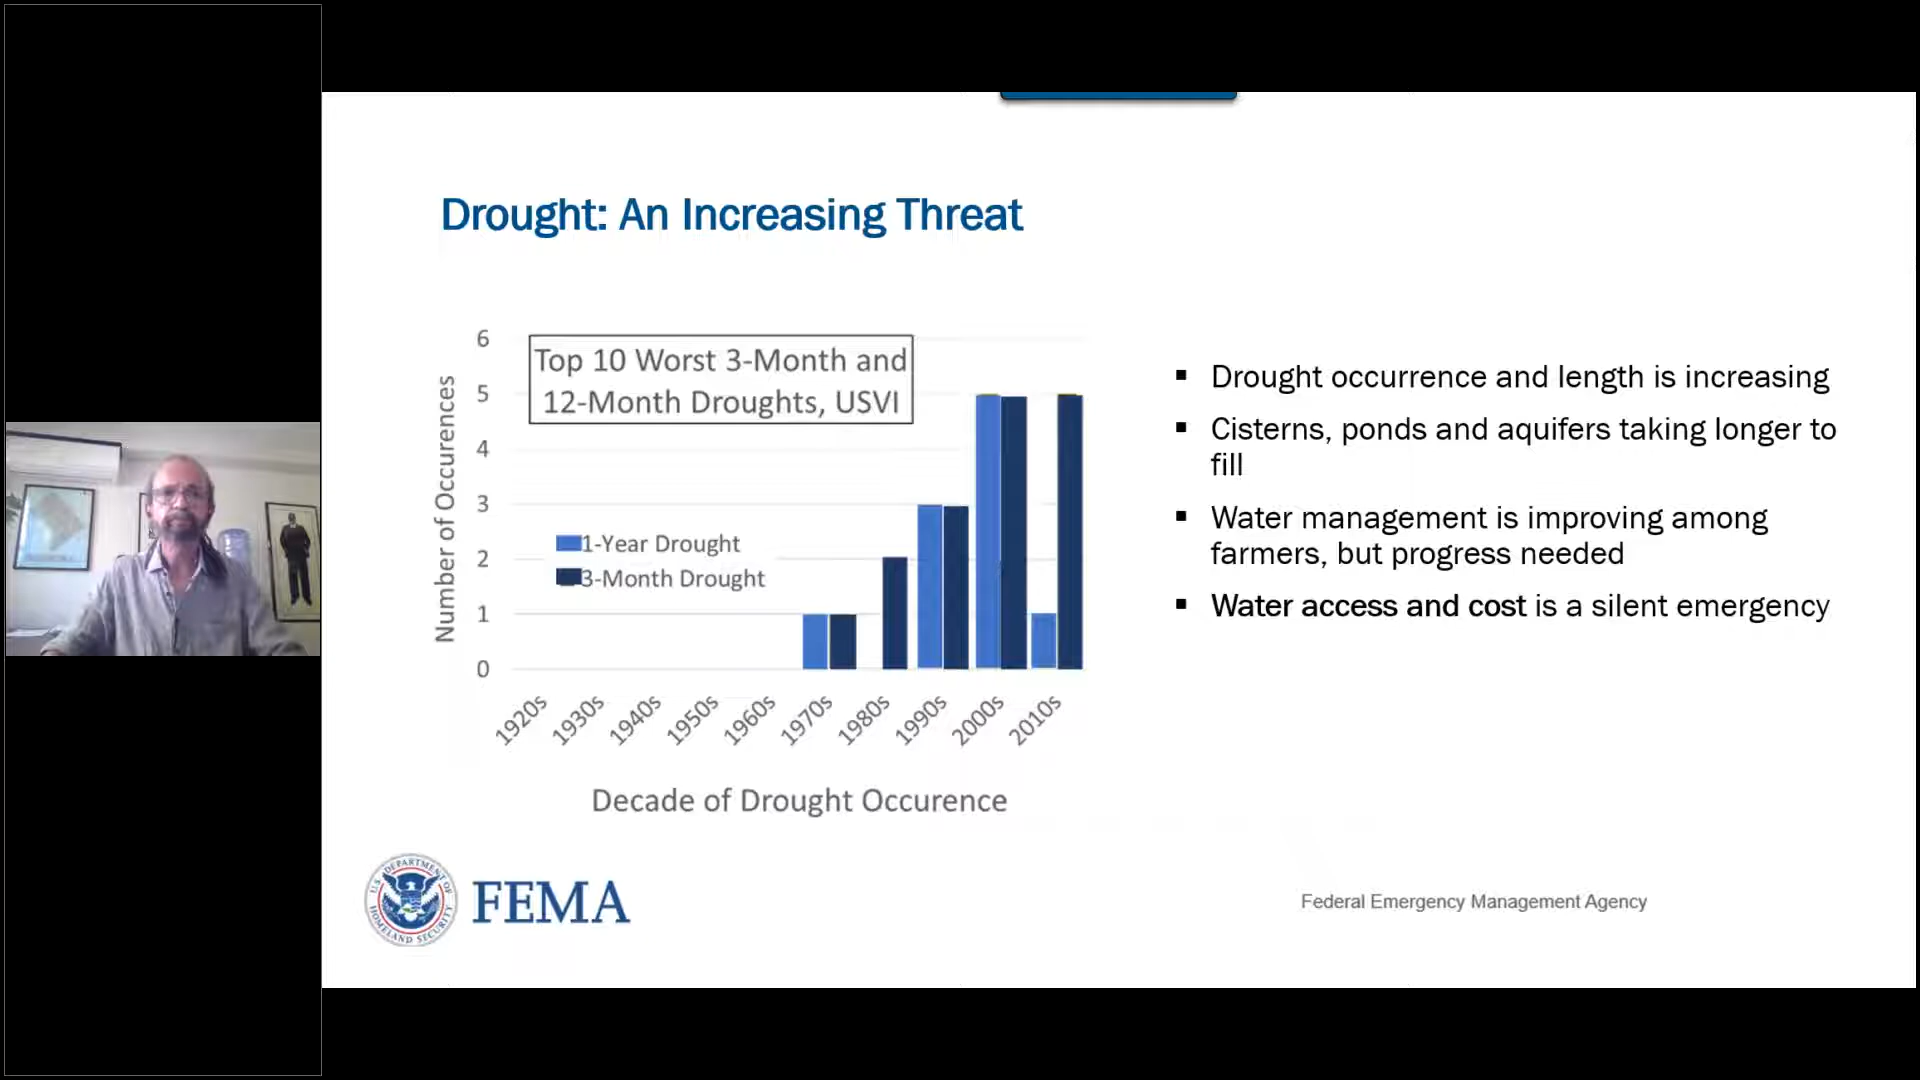 Drought: An Increasing Threat
Top 10 Worst 3-Month and
12-Month Droughts, USVI
Number of Occurences
6
5
4
3
2
1
0
1-Year Drought
3-Month Drought
1920s
1930s
1940s
1950s
1960s
1970s
1980s
1990s
2000s
2010s
Decade of Drought Occurence
▪ Drought occurrence and length is increasing
▪ Cisterns, ponds and aquifers taking longer to
fill
▪ Water management is improving among
farmers, but progress needed
▪ Water access and cost is a silent emergency
U.S. DEPARTMENT OF
HOMELAND SECURITY
FEMA
Federal Emergency Management Agency